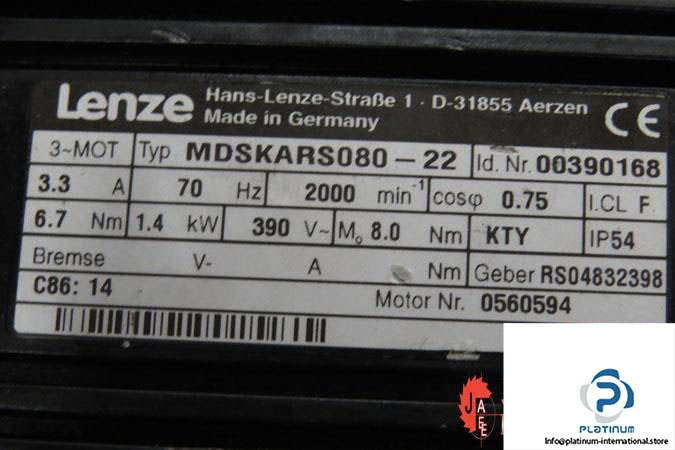 Lenze
Hans-Lenze-Straße 1 · D-31855 Aerzen
Made in Germany
CE
3~MOT Typ MDSKARS080-22 Id. Nr. 00390168
3.3 A 70 Hz 2000 min⁻¹ cosφ 0.75 I.CL F
6.7 Nm 1.4 kW 390 V~ M₀ 8.0 Nm KTY IP54
Bremse V- A Nm Geber RS04832398
C86: 14 Motor Nr. 0560594
JAEE
P
PLATINUM
Info@platinum-international.store